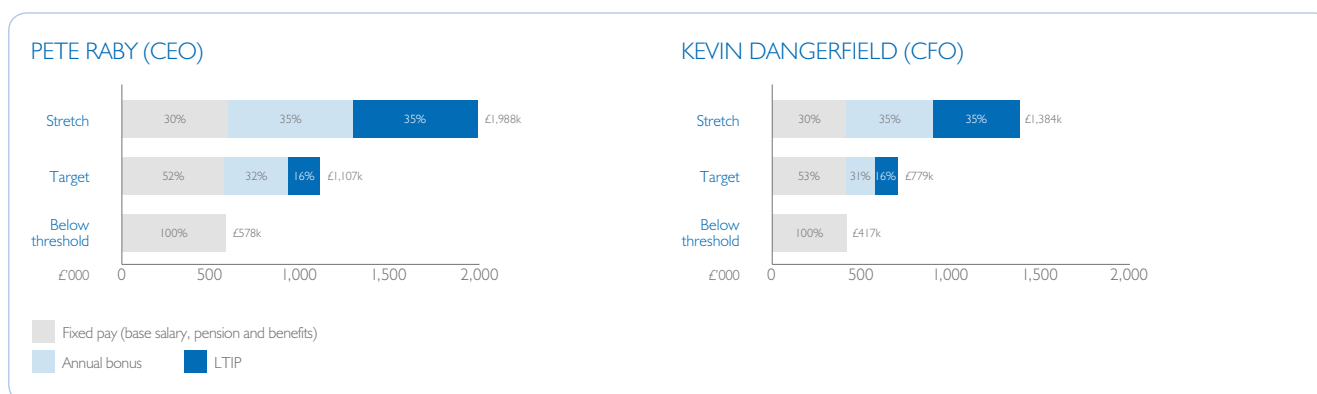 PETE RABY (CEO)
Stretch
30%
35%
35%
£1,988k
Target
52%
32%
16%
£1,107k
Below
threshold
100%
£578k
£'000
0
500
1,000
1,500
2,000
KEVIN DANGERFIELD (CFO)
Stretch
30%
35%
35%
£1,384k
Target
53%
31%
16%
£779k
Below
threshold
100%
£417k
£'000
0
500
1,000
1,500
2,000
Fixed pay (base salary, pension and benefits)
Annual bonus
LTIP